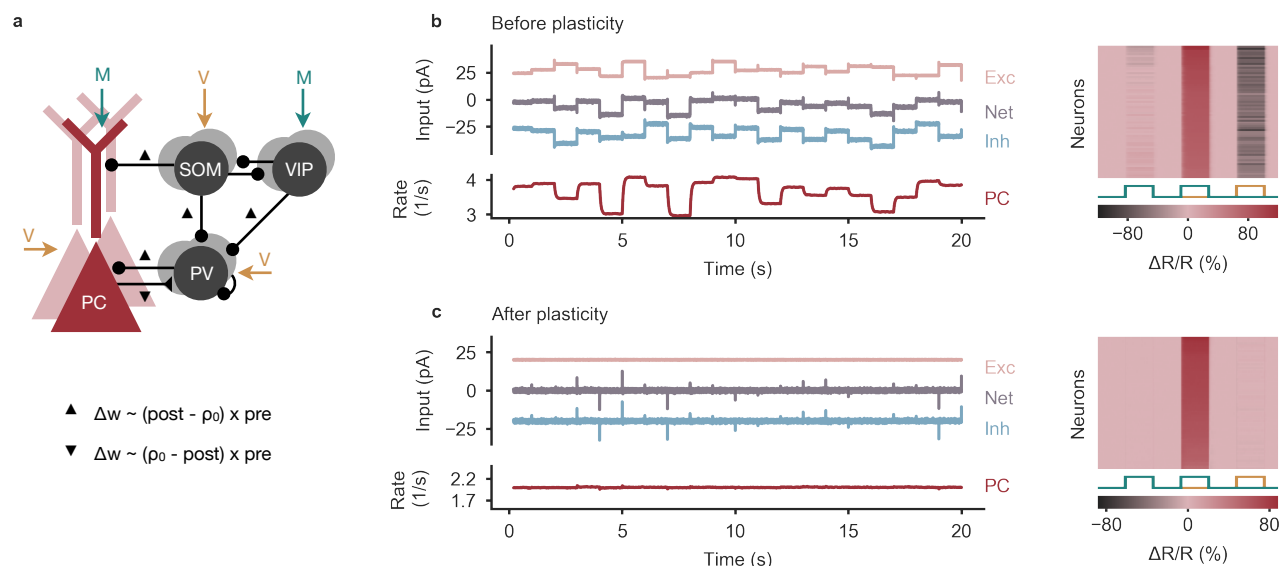 a
M
V
M
SOM
VIP
V
V
PV
PC
▲ Δw ~ (post - ρ₀) x pre
▼ Δw ~ (ρ₀ - post) x pre
b
Before plasticity
Input (pA)
25
0
−25
Exc
Net
Inh
Rate
(1/s)
4
3
PC
0 5 10 15 20
Time (s)
Neurons
−80 0 80
ΔR/R (%)
c
After plasticity
Input (pA)
25
0
−25
Exc
Net
Inh
Rate
(1/s)
2.2
1.7
PC
0 5 10 15 20
Time (s)
Neurons
−80 0 80
ΔR/R (%)